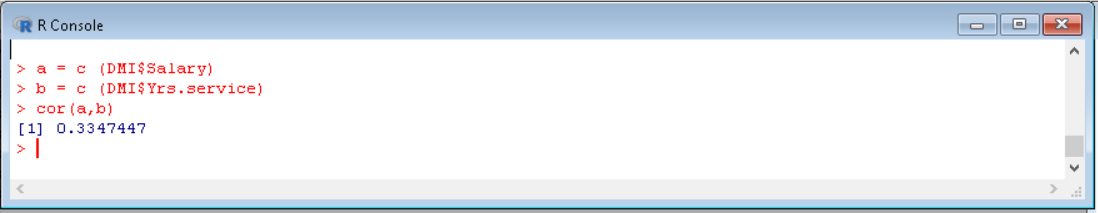 R Console
> a = c (DMI$Salary)
> b = c (DMI$Yrs.service)
> cor(a,b)
[1] 0.3347447
>